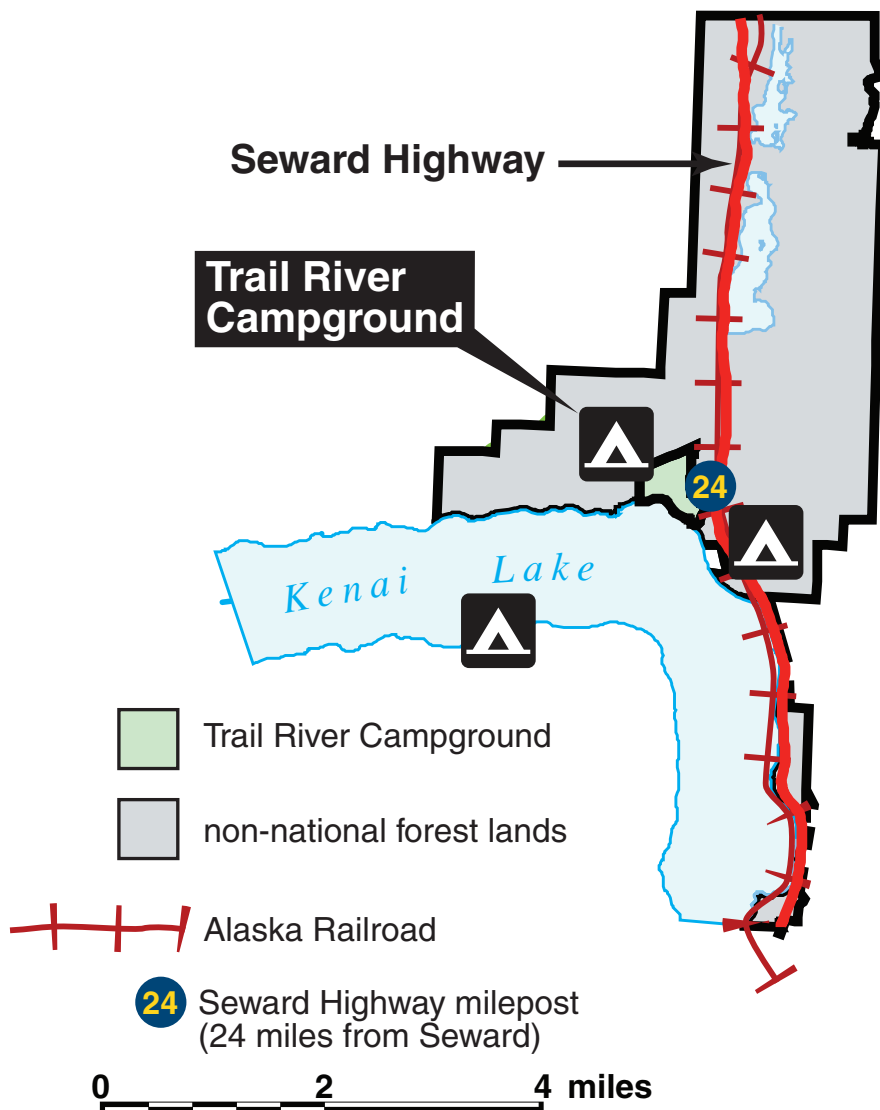 Seward Highway
Trail River
Campground
24
Kenai Lake
Trail River Campground
non-national forest lands
Alaska Railroad
24 Seward Highway milepost
(24 miles from Seward)
0 2 4 miles